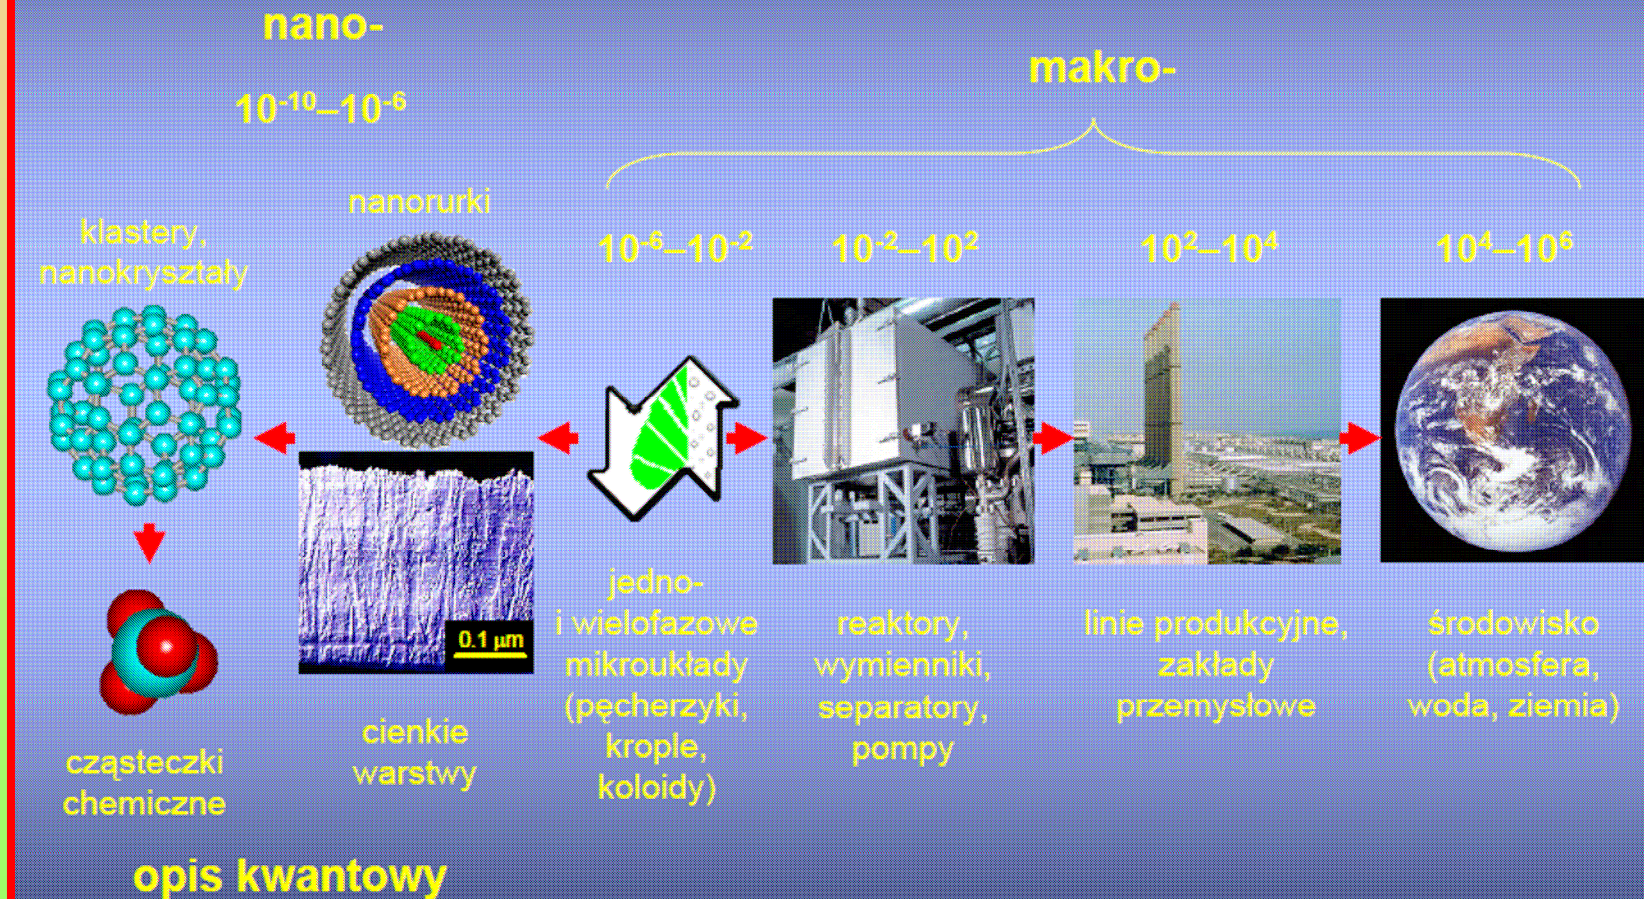 nano-
10⁻¹⁰–10⁻⁶
makro-
klastery,
nanokryształy
nanorurki
10⁻⁶–10⁻²
10⁻²–10²
10²–10⁴
10⁴–10⁶
0.1 µm
cząsteczki
chemiczne
cienkie
warstwy
jedno-
i wielofazowe
mikroukłady
(pęcherzyki,
krople,
koloidy)
reaktory,
wymienniki,
separatory,
pompy
linie produkcyjne,
zakłady
przemysłowe
środowisko
(atmosfera,
woda, ziemia)
opis kwantowy